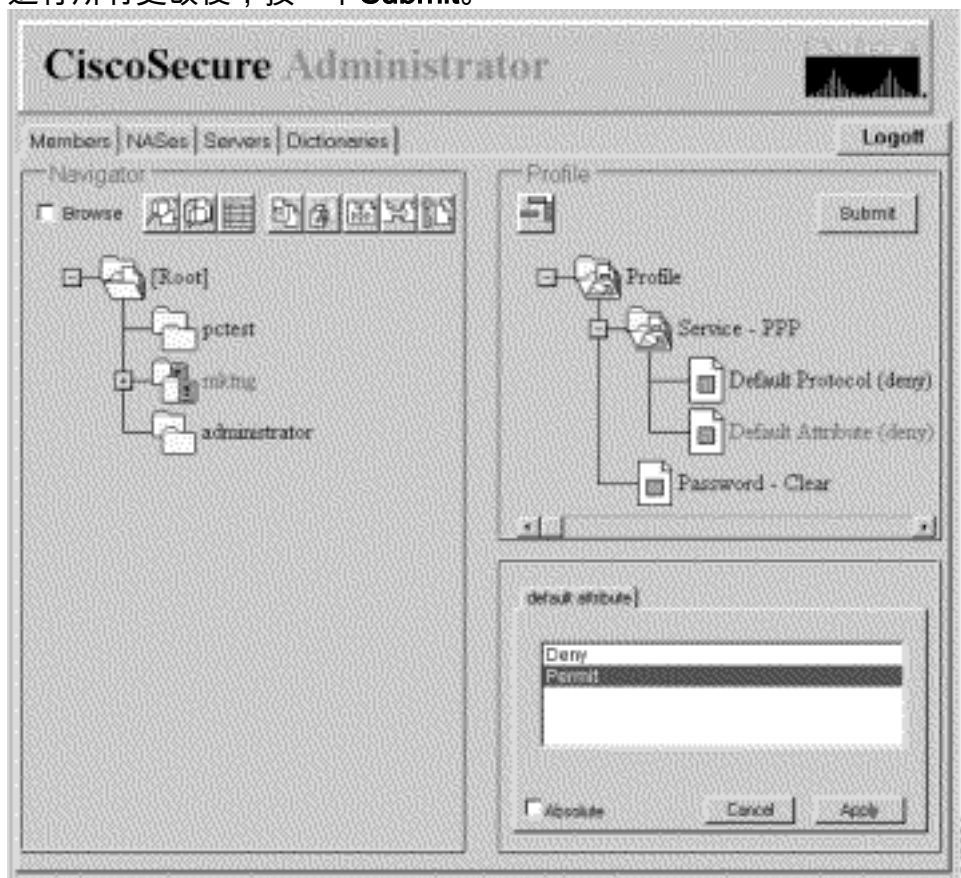 进行所有更改后，按一下Submit。
CiscoSecure Administrator
Members NASes Servers Dictionaries Logoff
Navigator
Browse
[Root]
pctest
mktng
administrator
Profile
Submit
Profile
Service - PPP
Default Protocol (deny)
Default Attribute (deny)
Password - Clear
default attribute
Deny
Permit
Absolute Cancel Apply